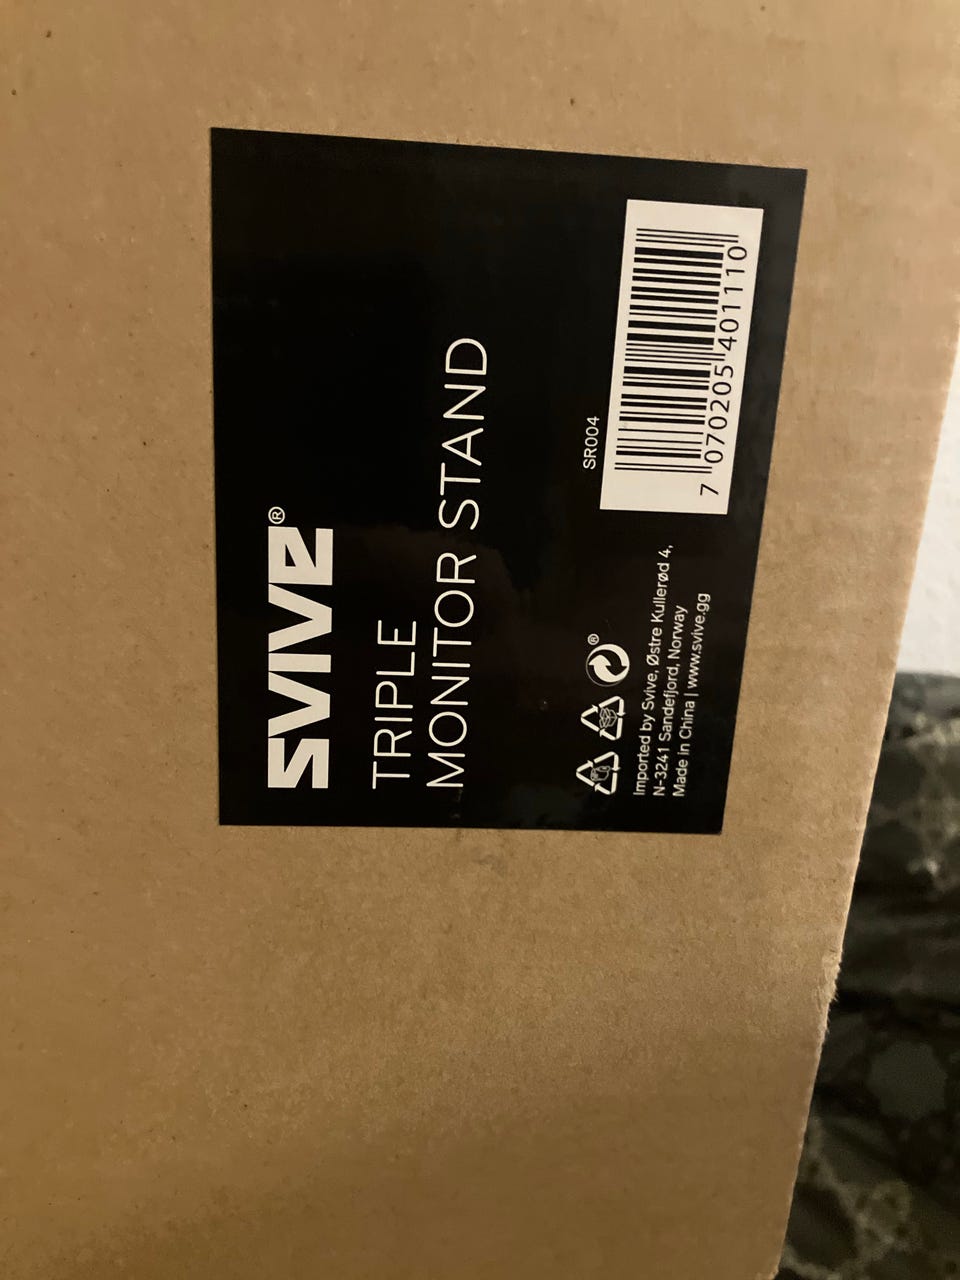 SVIVE®
TRIPLE
MONITOR STAND
SR004
7 070205 401110
®
Imported by Svive, Østre Kullerød 4,
N-3241 Sandefjord, Norway
Made in China | www.svive.gg